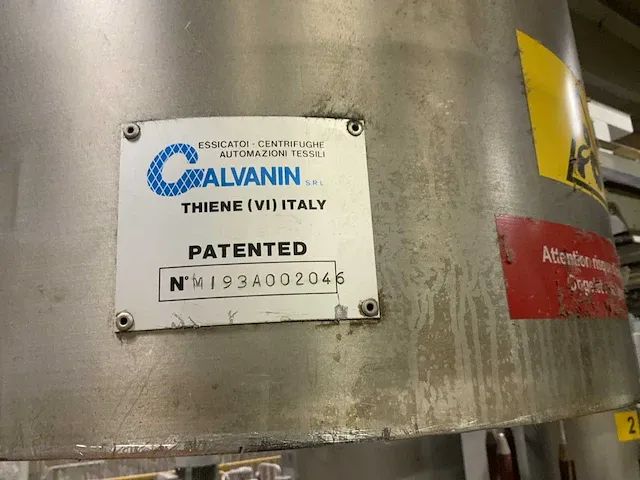 ESSICATOI - CENTRIFUGHE
AUTOMAZIONI TESSILI
GALVANIN S.R.L
THIENE (VI) ITALY
PATENTED
N° MI93A002046
Attention
2